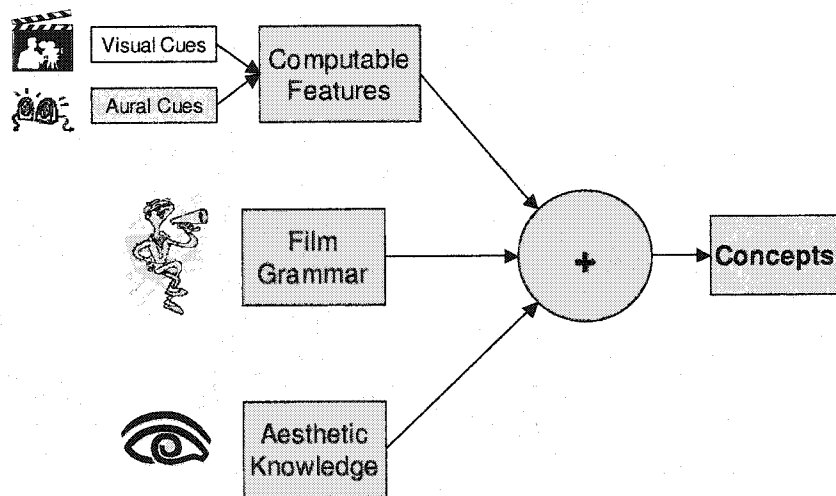 Visual Cues
Aural Cues
Computable
Features
Film
Grammar
Aesthetic
Knowledge
+
Concepts